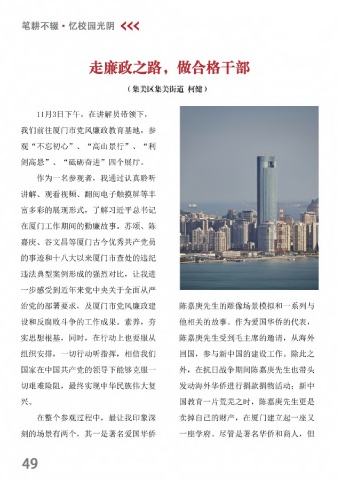 笔耕不辍·忆校园光阴
走廉政之路，做合格干部
（集美区集美街道 柯健）
11月3日下午，在讲解员带领下，
我们前往厦门市党风廉政教育基地，参
观“不忘初心”、“高山景行”、“利
剑高悬”、“砥砺奋进”四个展厅。
作为一名参观者，我通过认真聆听
讲解、观看视频、翻阅电子触摸屏等丰
富多彩的展现形式，了解习近平总书记
在厦门工作期间的勤廉故事，苏颂、陈
嘉庚、谷文昌等厦门古今优秀共产党员
的事迹和十八大以来厦门市查处的违纪
违法典型案例形成的强烈对比，让我进
一步感受到近年来党中央关于全面从严
治党的部署要求，及厦门市党风廉政建
设和反腐败斗争的工作成果。素养，夯
实思想根基，同时，在行动上也要服从
组织安排，一切行动听指挥，相信我们
国家在中国共产党的领导下能够克服一
切艰难险阻，最终实现中华民族伟大复
兴。
在整个参观过程中，最让我印象深
刻的场景有两个。其一是著名爱国华侨
陈嘉庚先生的雕像场景模拟和一系列与
他相关的故事。作为爱国华侨的代表，
陈嘉庚先生受到毛主席的邀请，从海外
回国，参与新中国的建设工作。除此之
外，在抗日战争期间陈嘉庚先生也带头
发动海外华侨进行捐款捐物活动；新中
国教育一片荒芜之时，陈嘉庚先生更是
卖掉自己的财产，在厦门建立起一座又
一座学府。尽管是著名华侨和商人，但
49